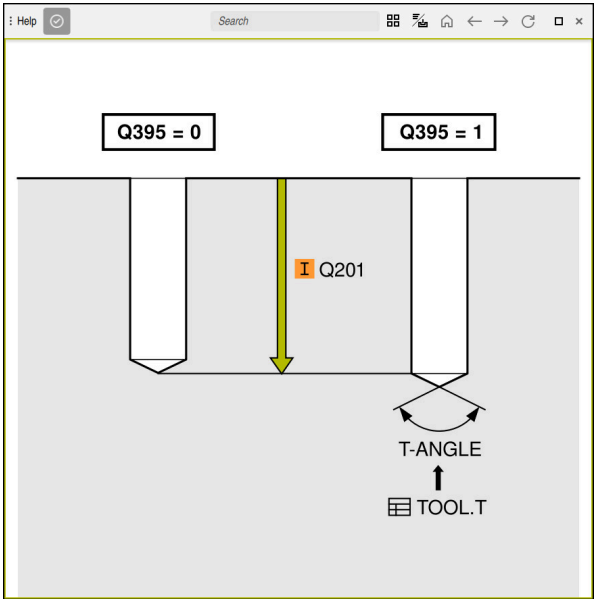 Help
Search
Q395 = 0
Q395 = 1
I Q201
T-ANGLE
TOOL.T